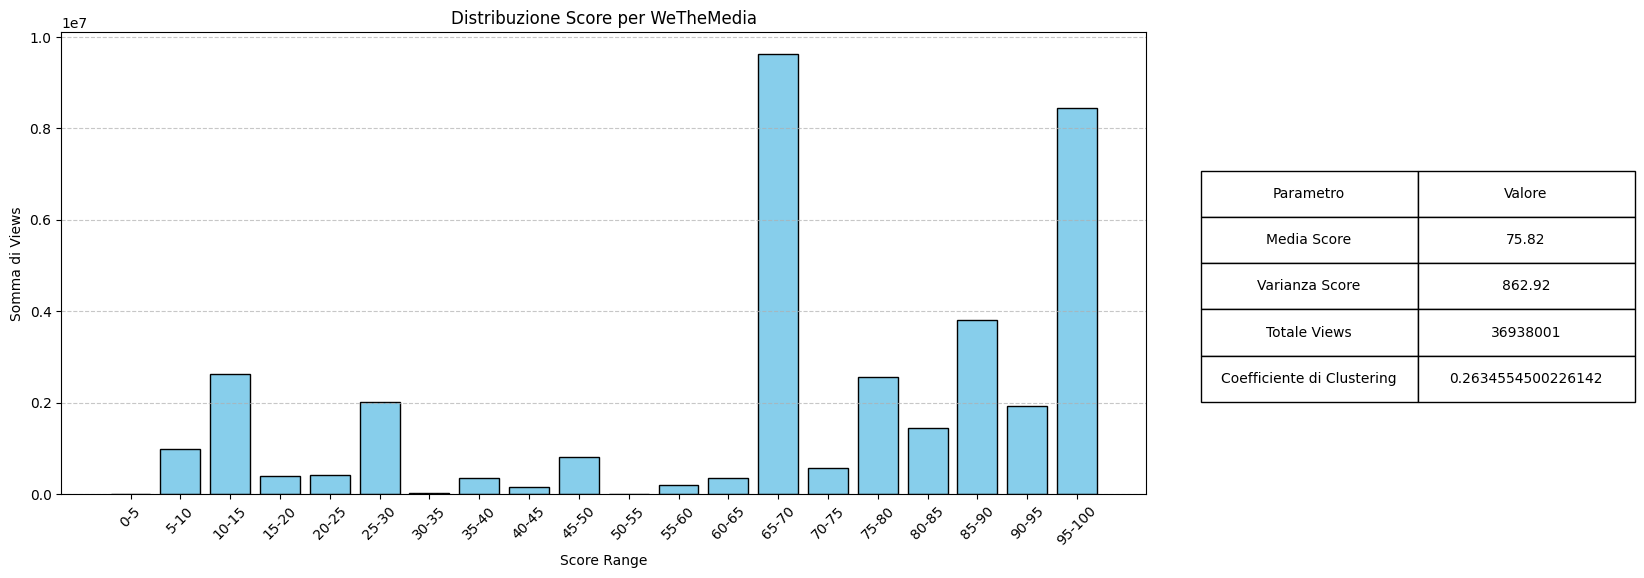 Distribuzione Score per WeTheMedia
1e7
1.0
0.8
0.6
0.4
0.2
0.0
Somma di Views
0-5
5-10
10-15
15-20
20-25
25-30
30-35
35-40
40-45
45-50
50-55
55-60
60-65
65-70
70-75
75-80
80-85
85-90
90-95
95-100
Score Range
Parametro Valore
Media Score 75.82
Varianza Score 862.92
Totale Views 36938001
Coefficiente di Clustering 0.2634554500226142